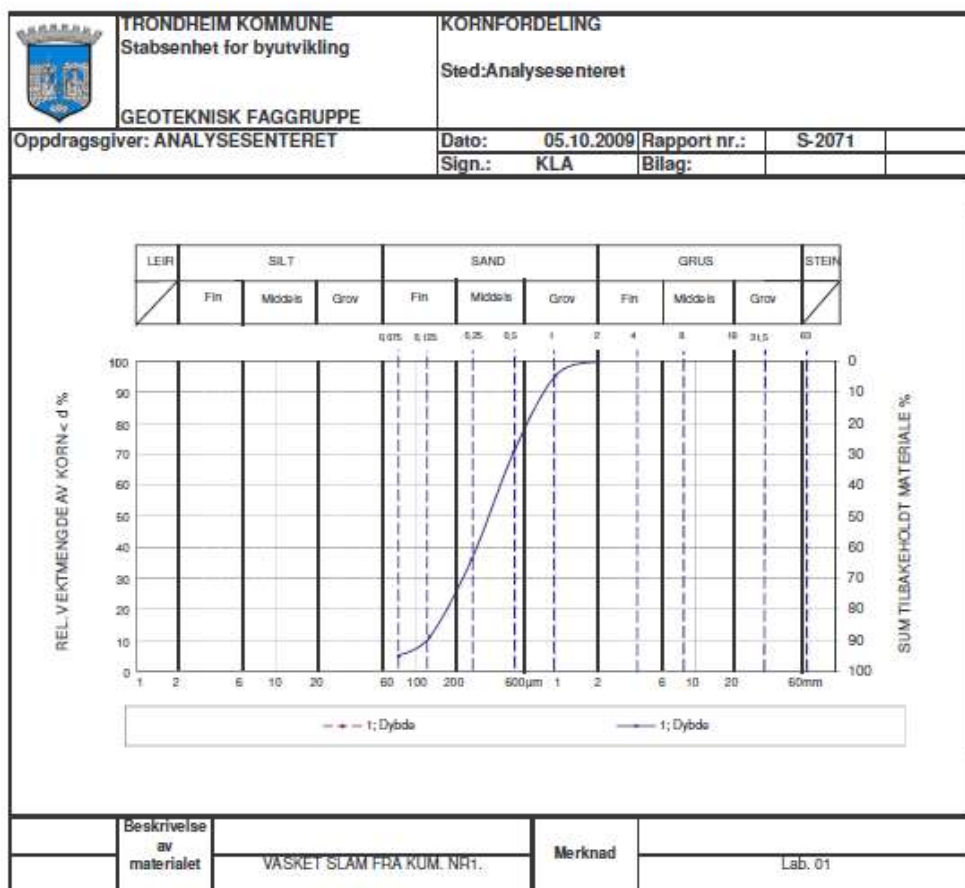 TRONDHEIM KOMMUNE
Stabsenhet for byutvikling
GEOTEKNISK FAGGRUPPE
KORNFORDELING
Sted:Analysesenteret
Oppdragsgiver: ANALYSESENTERET
Dato: 05.10.2009 Rapport nr.: S-2071
Sign.: KLA Bilag:
LEIR SILT SAND GRUS STEIN
Fin Middels Grov Fin Middels Grov Fin Middels Grov
0,075 0,125 0,25 0,5 1 2 4 8 16 31,5 63
REL. VEKTMENGDE AV KORN < d %
100
90
80
70
60
50
40
30
20
10
0
0
10
20
30
40
50
60
70
80
90
100
SUM TILBAKEHOLDT MATERIALE %
1 2 6 10 20 60 100 200 600µm 1 2 6 10 20 60mm
1; Dybde 1; Dybde
Beskrivelse
av
materialet
VASKET SLAM FRA KUM. NR1.
Merknad
Lab. 01